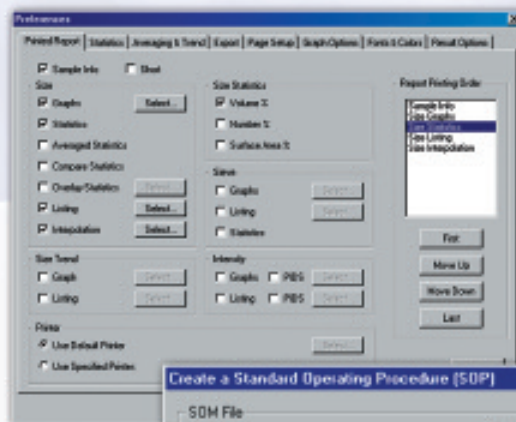 Preferences
Printed Report | Statistics | Averaging & Trend | Export | Page Setup | Graph Options | Fonts & Colors | Result Options
Sample Info Short
Size
Graphs Select...
Statistics
Averaged Statistics
Compare Statistics
Overlay Statistics Select...
Listing Select...
Interpolation Select...
Size Statistics
Volume %
Number %
Surface Area %
Sieve
Graphs Select...
Listing Select...
Statistics
Report Printing Order
Sample Info
Size Graphs
Size Statistics
Size Listing
Size Interpolation
First
Move Up
Move Down
Last
Size Trend
Graph Select...
Listing Select...
Intensity
Graphs PIDS Select...
Listing PIDS Select...
Printer
Use Default Printer Select...
Use Specified Printer
Create a Standard Operating Procedure (SOP)
SOM File